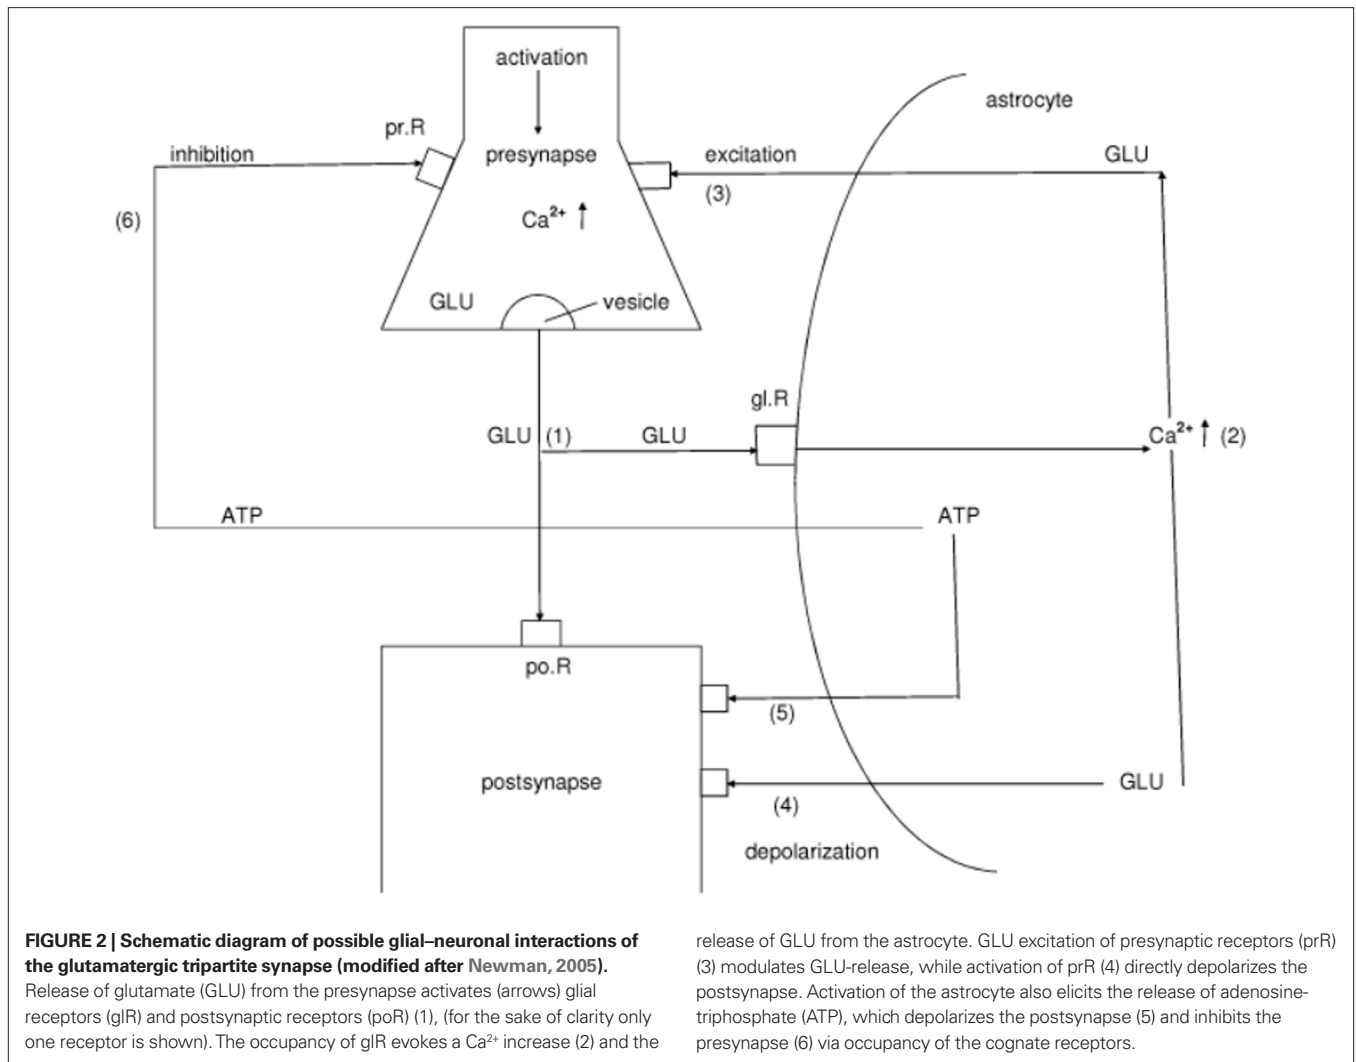 activation
astrocyte
pr.R
inhibition
presynapse
excitation
GLU
(3)
(6)
Ca²⁺ ↑
GLU
vesicle
gl.R
GLU
(1)
GLU
Ca²⁺ ↑ (2)
ATP
ATP
po.R
(5)
postsynapse
GLU
(4)
depolarization
FIGURE 2 | Schematic diagram of possible glial–neuronal interactions of
the glutamatergic tripartite synapse (modified after Newman, 2005).
Release of glutamate (GLU) from the presynapse activates (arrows) glial
receptors (glR) and postsynaptic receptors (poR) (1), (for the sake of clarity only
one receptor is shown). The occupancy of glR evokes a Ca²⁺ increase (2) and the
release of GLU from the astrocyte. GLU excitation of presynaptic receptors (prR)
(3) modulates GLU-release, while activation of prR (4) directly depolarizes the
postsynapse. Activation of the astrocyte also elicits the release of adenosine-
triphosphate (ATP), which depolarizes the postsynapse (5) and inhibits the
presynapse (6) via occupancy of the cognate receptors.